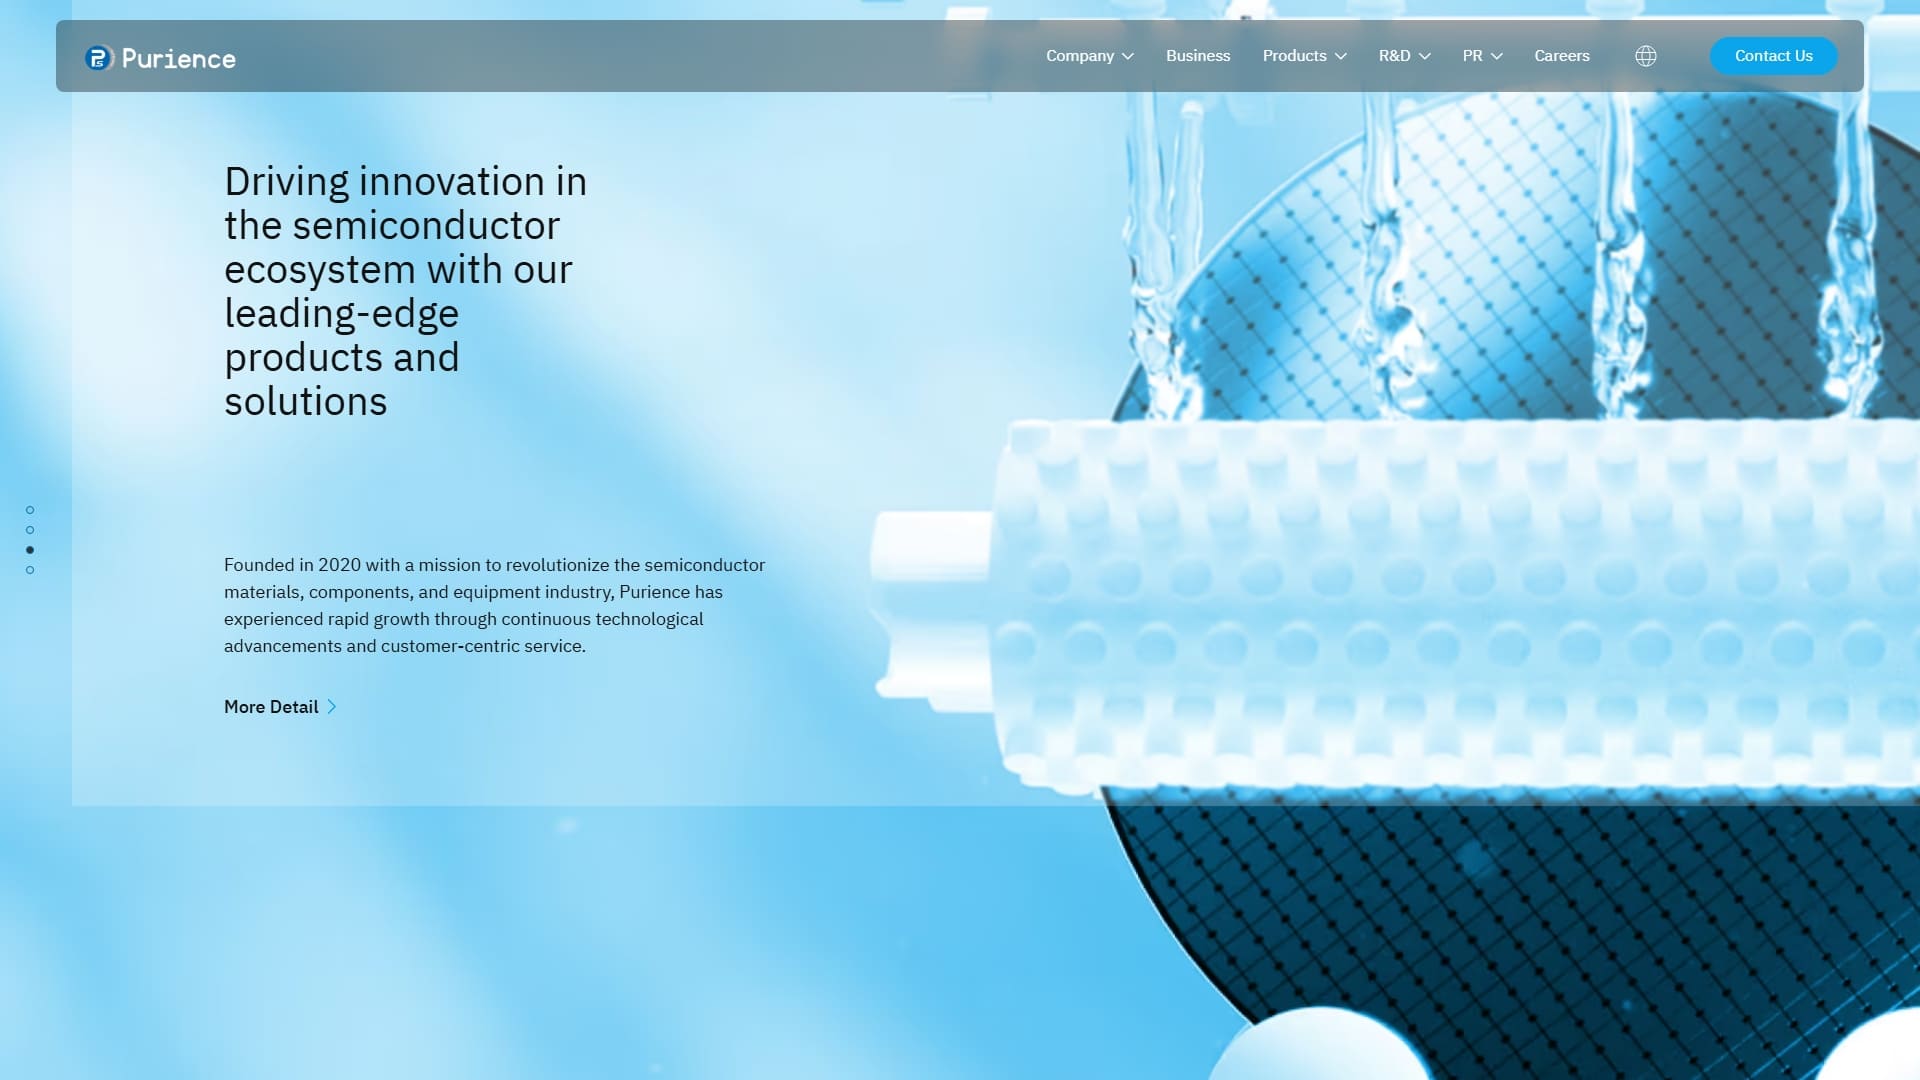 Purience
Company
Business
Products
R&D
PR
Careers
Contact Us
Driving innovation in
the semiconductor
ecosystem with our
leading-edge
products and
solutions
Founded in 2020 with a mission to revolutionize the semiconductor
materials, components, and equipment industry, Purience has
experienced rapid growth through continuous technological
advancements and customer-centric service.
More Detail